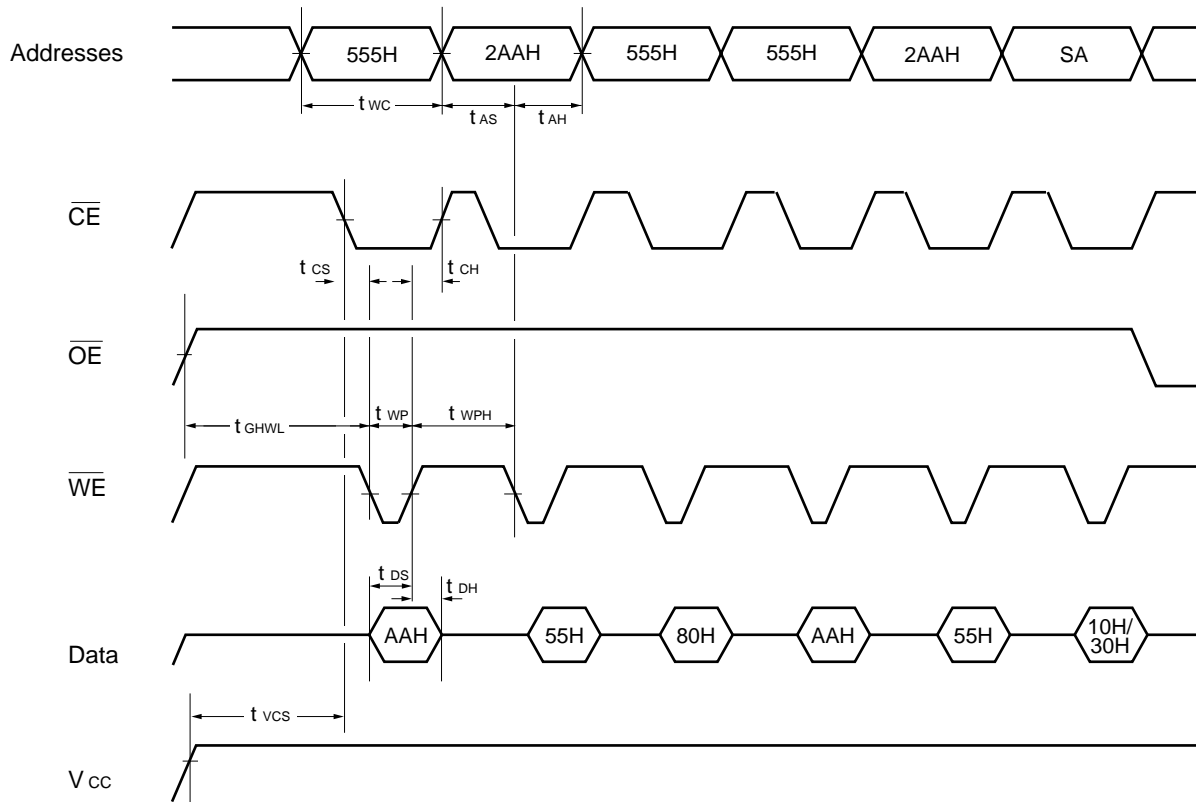 Addresses 555H 2AAH 555H 555H 2AAH SA
t WC t AS t AH
CE
t CS t CH
OE
t GHWL t WP t WPH
WE
t DS t DH
Data AAH 55H 80H AAH 55H 10H/
30H
t VCS
V CC